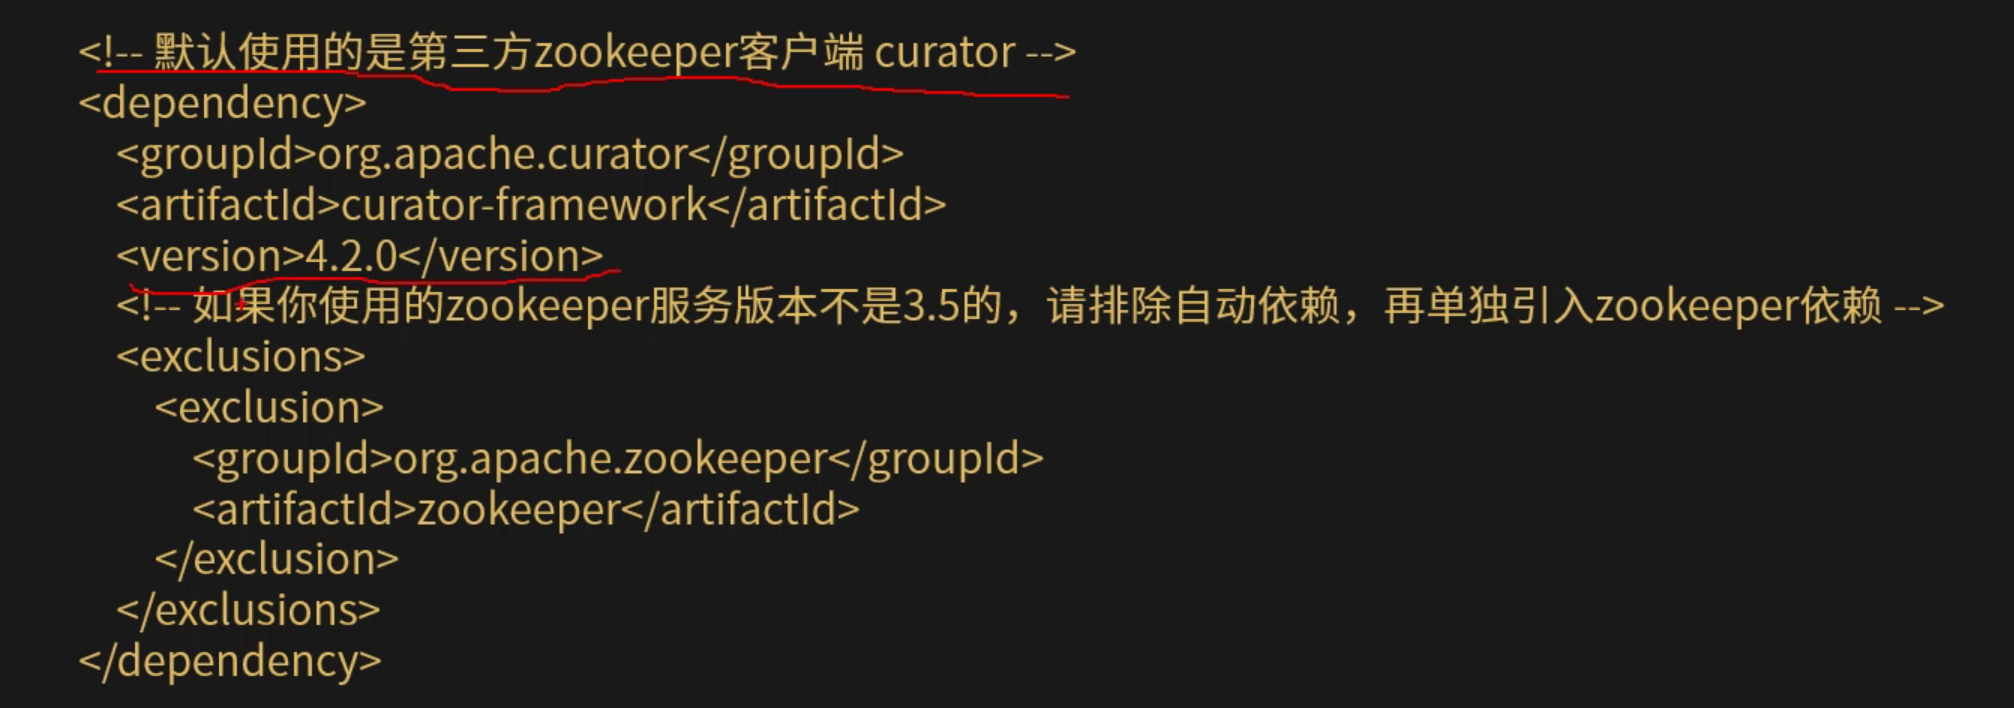 <!-- 默认使用的是第三方zookeeper客户端 curator -->
<dependency>
<groupId>org.apache.curator</groupId>
<artifactId>curator-framework</artifactId>
<version>4.2.0</version>
<!-- 如果你使用的zookeeper服务版本不是3.5的，请排除自动依赖，再单独引入zookeeper依赖 -->
<exclusions>
<exclusion>
<groupId>org.apache.zookeeper</groupId>
<artifactId>zookeeper</artifactId>
</exclusion>
</exclusions>
</dependency>